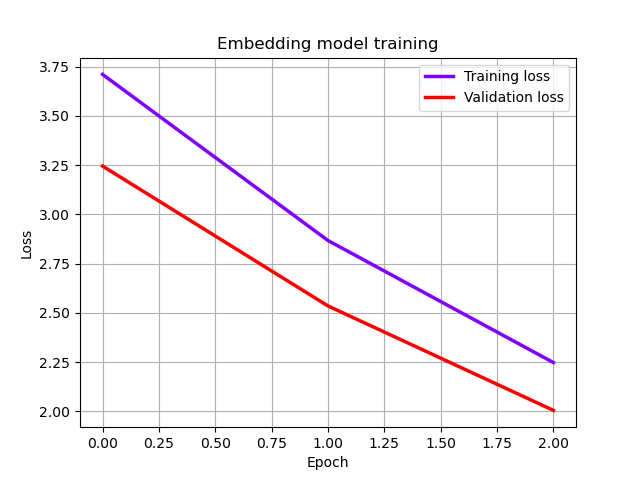 Embedding model training
Training loss
Validation loss
3.75
3.50
3.25
3.00
2.75
2.50
2.25
2.00
Loss
0.00 0.25 0.50 0.75 1.00 1.25 1.50 1.75 2.00
Epoch